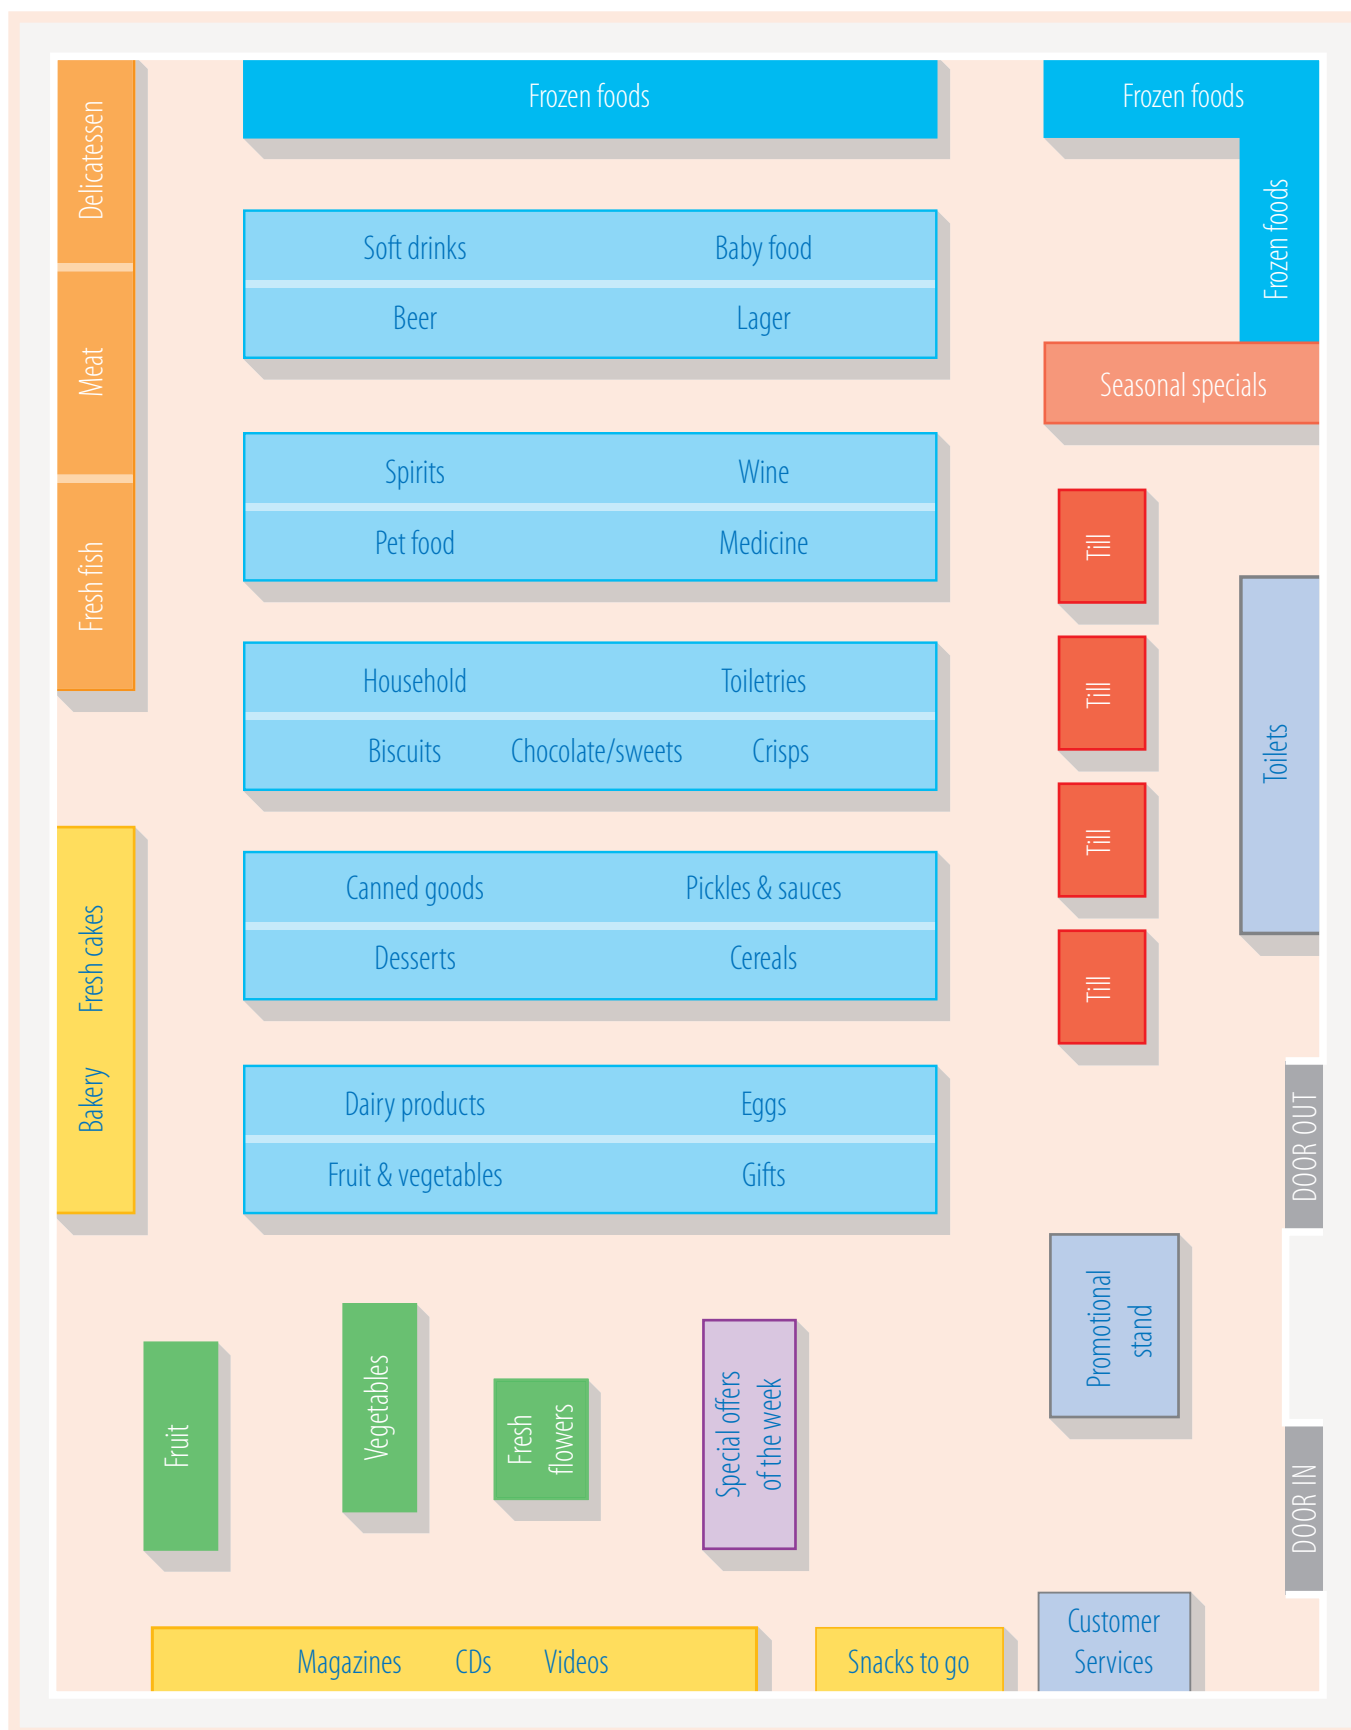 Frozen foods
Frozen foods
Delicatessen
Frozen foods
Soft drinks
Baby food
Beer
Lager
Meat
Seasonal specials
Spirits
Wine
Pet food
Medicine
Till
Fresh fish
Household
Toiletries
Till
Biscuits
Chocolate/sweets
Crisps
Toilets
Till
Canned goods
Pickles & sauces
Fresh cakes
Desserts
Cereals
Till
Bakery
Dairy products
Eggs
DOOR OUT
Fruit & vegetables
Gifts
Promotional
stand
Fruit
Vegetables
Fresh
flowers
Special offers
of the week
DOOR IN
Magazines
CDs
Videos
Snacks to go
Customer
Services